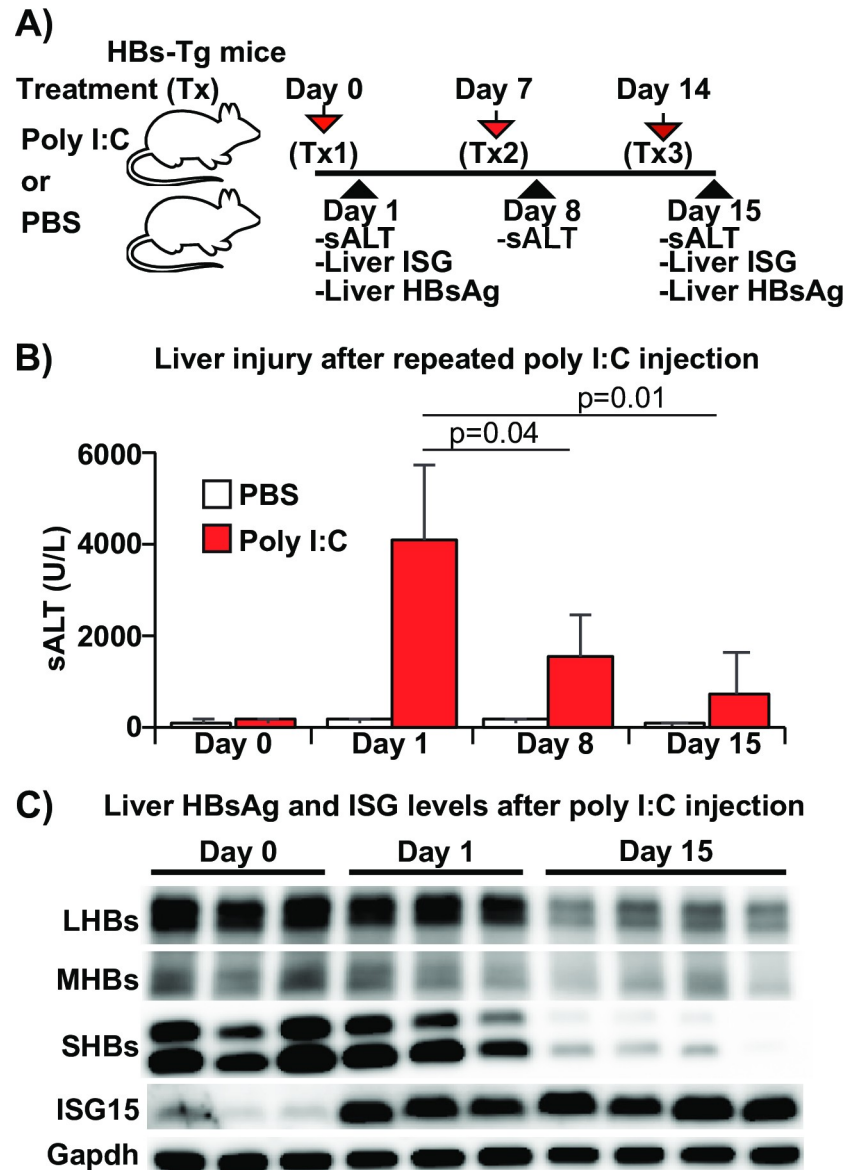 A)
HBs-Tg mice
Treatment (Tx)
Poly I:C
or
PBS
Day 0 Day 7 Day 14
(Tx1) (Tx2) (Tx3)
Day 1 Day 8 Day 15
-sALT -sALT -sALT
-Liver ISG -Liver ISG
-Liver HBsAg -Liver HBsAg
B) Liver injury after repeated poly I:C injection
p=0.01
p=0.04
6000
4000
2000
0
sALT (U/L)
PBS
Poly I:C
Day 0 Day 1 Day 8 Day 15
C) Liver HBsAg and ISG levels after poly I:C injection
Day 0 Day 1 Day 15
LHBs
MHBs
SHBs
ISG15
Gapdh